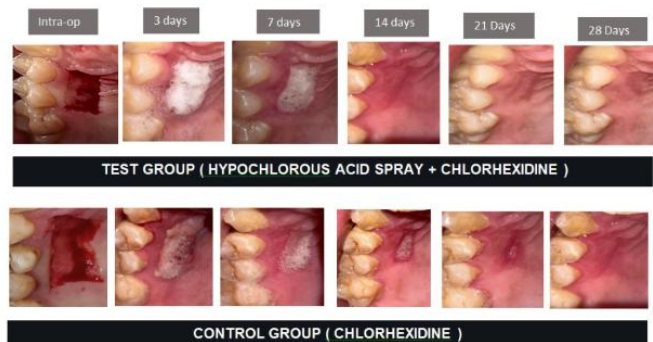 Intra-op
3 days
7 days
14 days
21 Days
28 Days
TEST GROUP ( HYPOCHLOROUS ACID SPRAY + CHLORHEXIDINE )
CONTROL GROUP ( CHLORHEXIDINE )